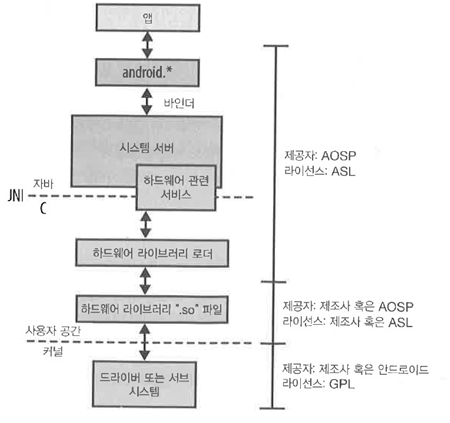 앱
android.*
바인더
시스템 서버
하드웨어 관련
서비스
자바
JNI
C
하드웨어 라이브러리 로더
하드웨어 라이브러리 ".so" 파일
사용자 공간
커널
드라이버 또는 서브
시스템
제공자: AOSP
라이선스: ASL
제공자: 제조사 혹은 AOSP
라이선스: 제조사 혹은 ASL
제공자: 제조사 혹은 안드로이드
라이선스: GPL